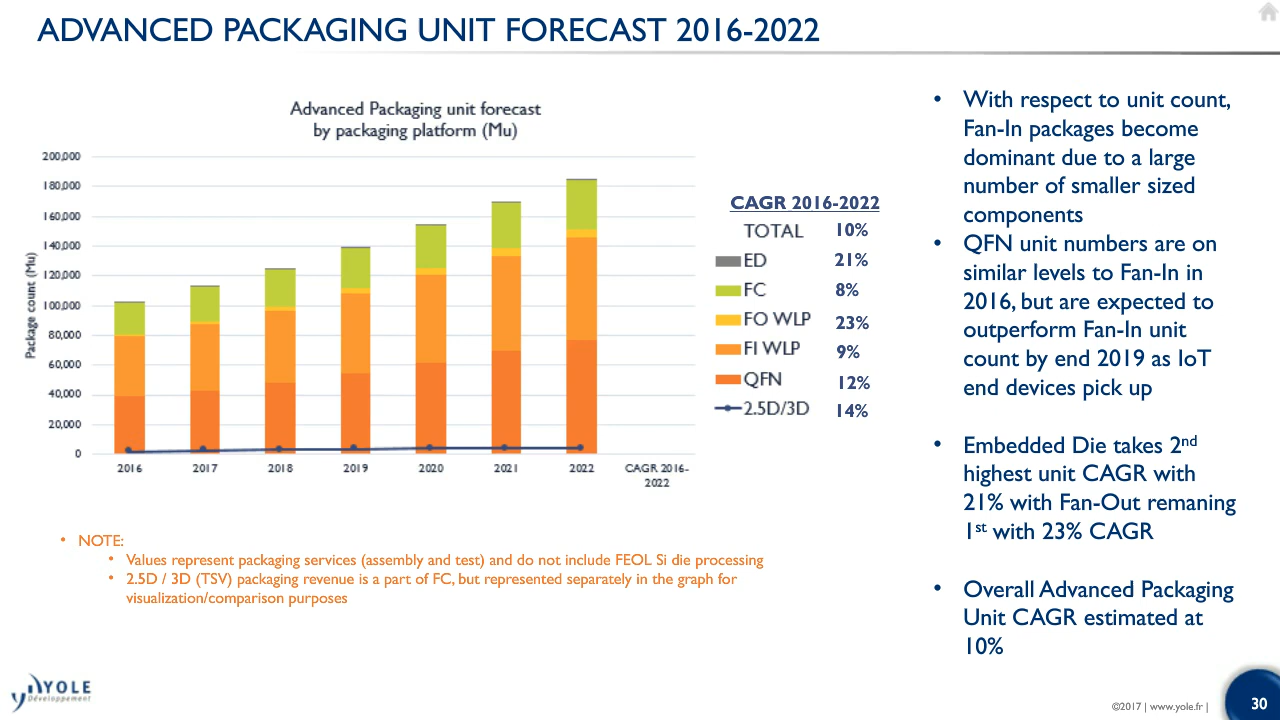 ADVANCED PACKAGING UNIT FORECAST 2016-2022
Advanced Packaging unit forecast
by packaging platform (Mu)
Package count (Mu)
200,000
180,000
160,000
140,000
120,000
100,000
80,000
60,000
40,000
20,000
0
2016 2017 2018 2019 2020 2021 2022 CAGR 2016-
2022
CAGR 2016-2022
TOTAL 10%
ED 21%
FC 8%
FO WLP 23%
FI WLP 9%
QFN 12%
2.5D/3D 14%
• NOTE:
• Values represent packaging services (assembly and test) and do not include FEOL Si die processing
• 2.5D / 3D (TSV) packaging revenue is a part of FC, but represented separately in the graph for
visualization/comparison purposes
• With respect to unit count,
Fan-In packages become
dominant due to a large
number of smaller sized
components
• QFN unit numbers are on
similar levels to Fan-In in
2016, but are expected to
outperform Fan-In unit
count by end 2019 as IoT
end devices pick up
• Embedded Die takes 2nd
highest unit CAGR with
21% with Fan-Out remaning
1st with 23% CAGR
• Overall Advanced Packaging
Unit CAGR estimated at
10%
YOLE
Développement
©2017 | www.yole.fr |
30